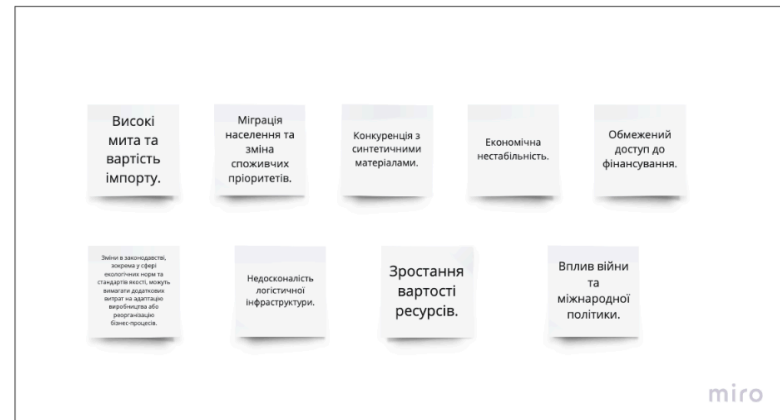 Високі
мита та
вартість
імпорту.
Міграція
населення та
зміна
споживчих
пріоритетів.
Конкуренція з
синтетичними
матеріалами.
Економічна
нестабільність.
Обмежений
доступ до
фінансування.
Зміни в законодавстві,
зокрема у сфері
екологічних норм та
стандартів якості, можуть
вимагати додаткових
витрат на адаптацію
виробництва або
реорганізацію
бізнес-процесів.
Недосконалість
логістичної
інфраструктури.
Зростання
вартості
ресурсів.
Вплив війни
та
міжнародної
політики.
miro